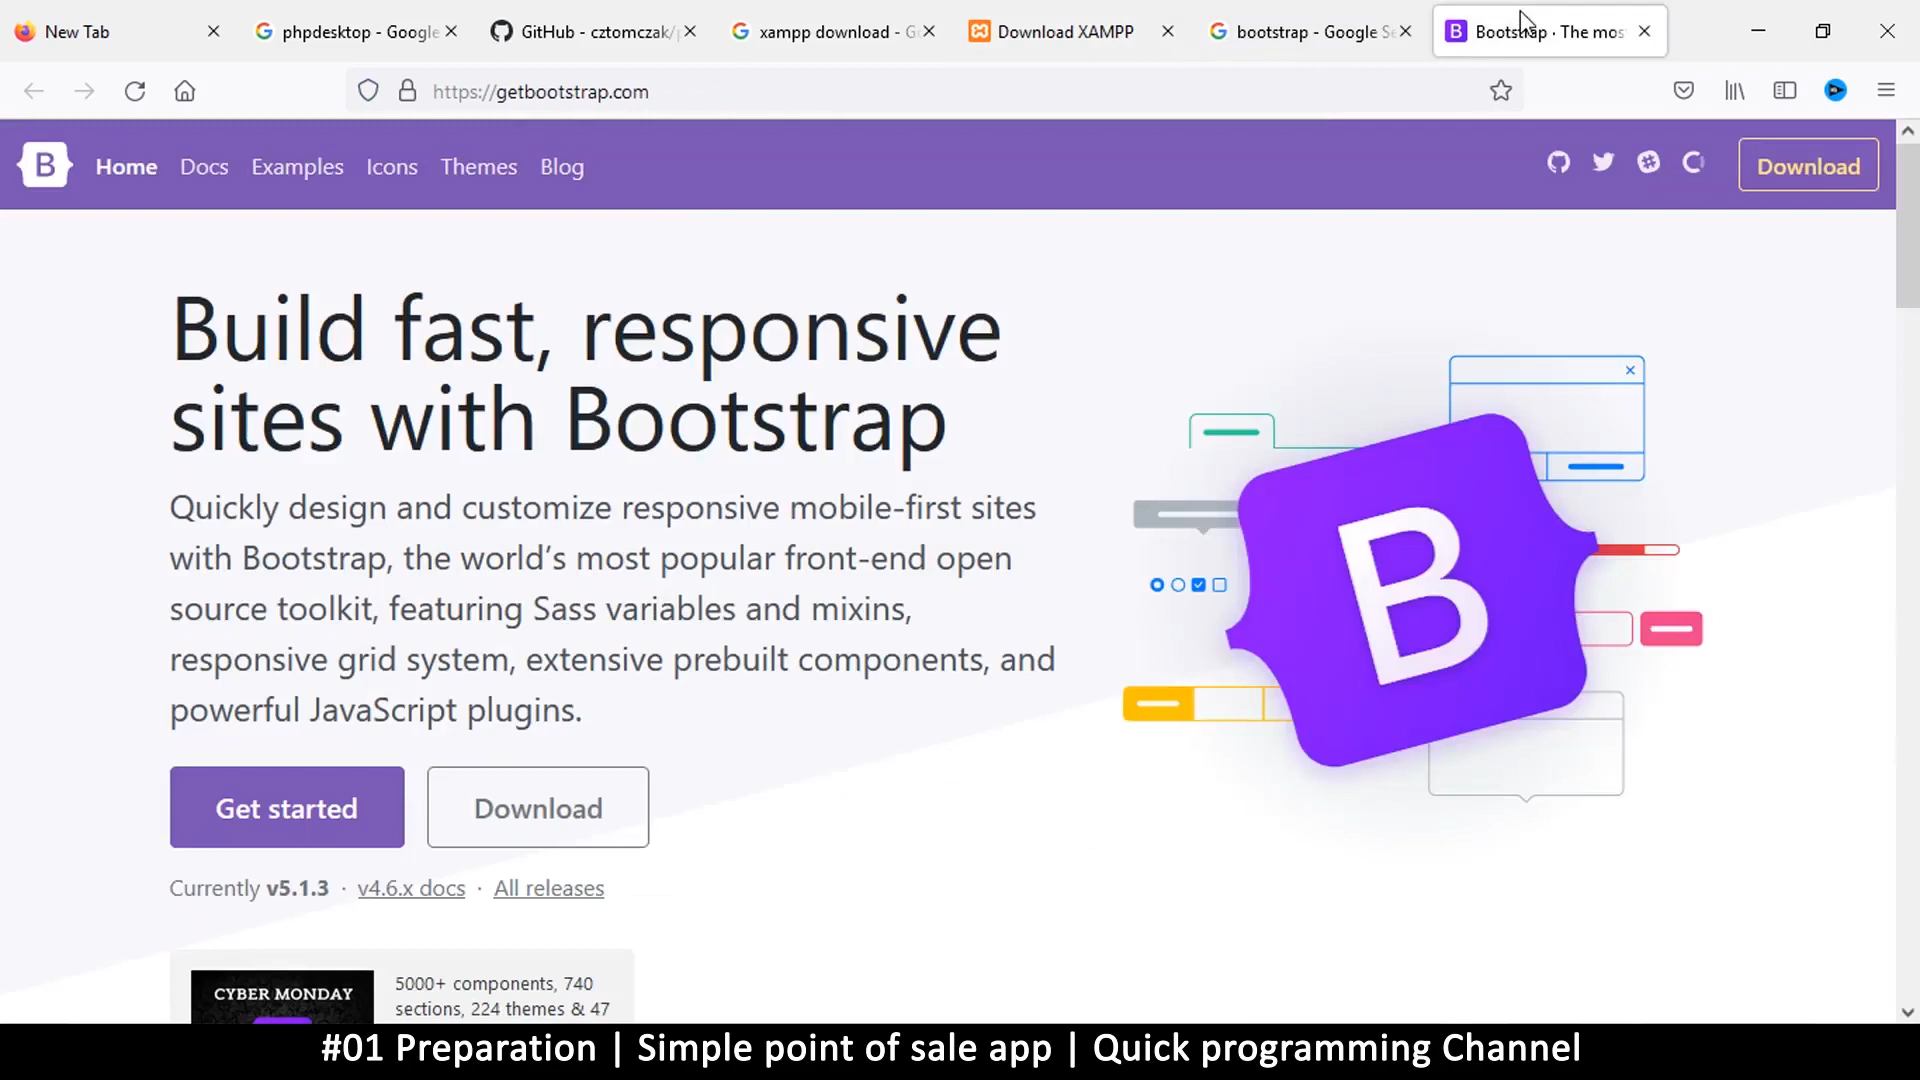 New Tab
phpdesktop - Google
GitHub - cztomczak/
xampp download - G
Download XAMPP
bootstrap - Google Se
Bootstrap · The mos
https://getbootstrap.com
B Home Docs Examples Icons Themes Blog
Download
Build fast, responsive
sites with Bootstrap
Quickly design and customize responsive mobile-first sites
with Bootstrap, the world’s most popular front-end open
source toolkit, featuring Sass variables and mixins,
responsive grid system, extensive prebuilt components, and
powerful JavaScript plugins.
B
Get started
Download
Currently v5.1.3 · v4.6.x docs · All releases
CYBER MONDAY
5000+ components, 740
sections, 224 themes & 47
#01 Preparation | Simple point of sale app | Quick programming Channel